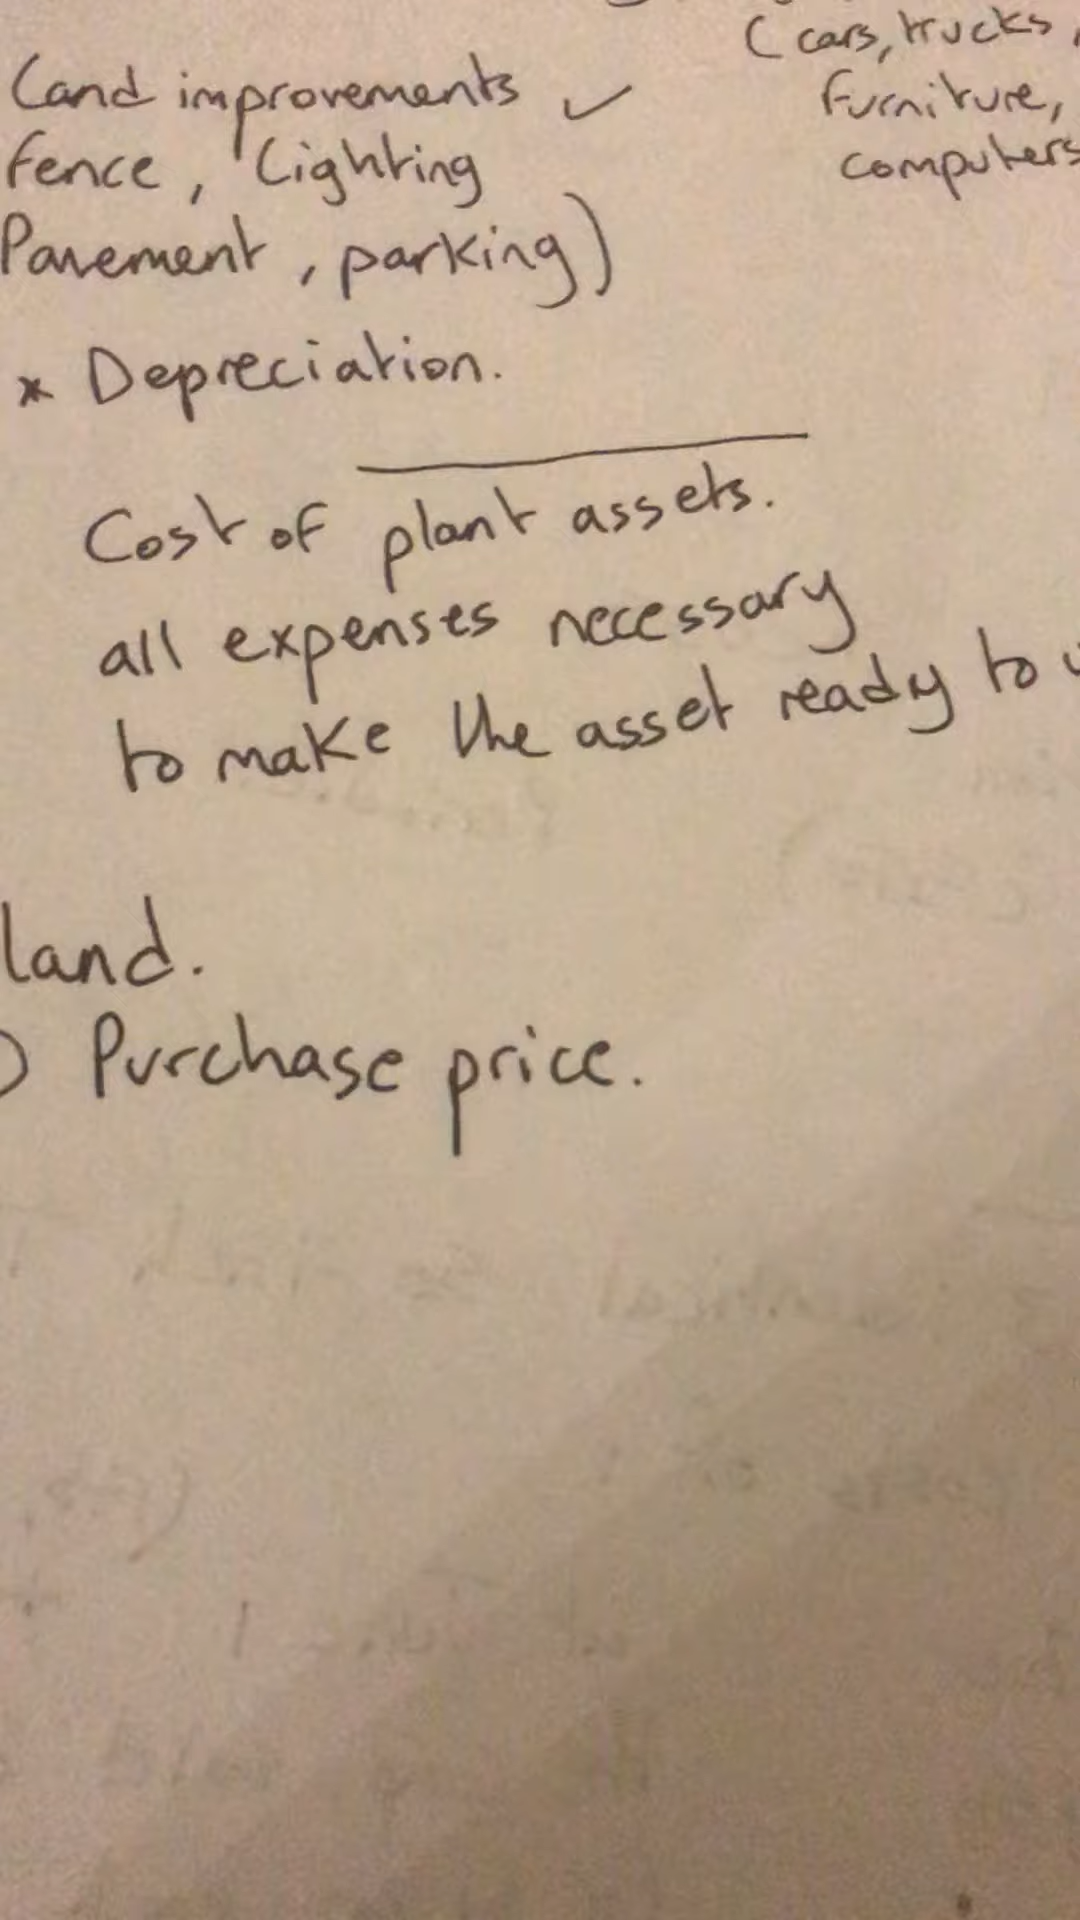 (cars, trucks,
furniture,
computers
Land improvements ✓
fence, Lighting
Pavement, parking)
* Depreciation.
Cost of plant assets.
all expenses necessary
to make the asset ready to
land.
Purchase price.